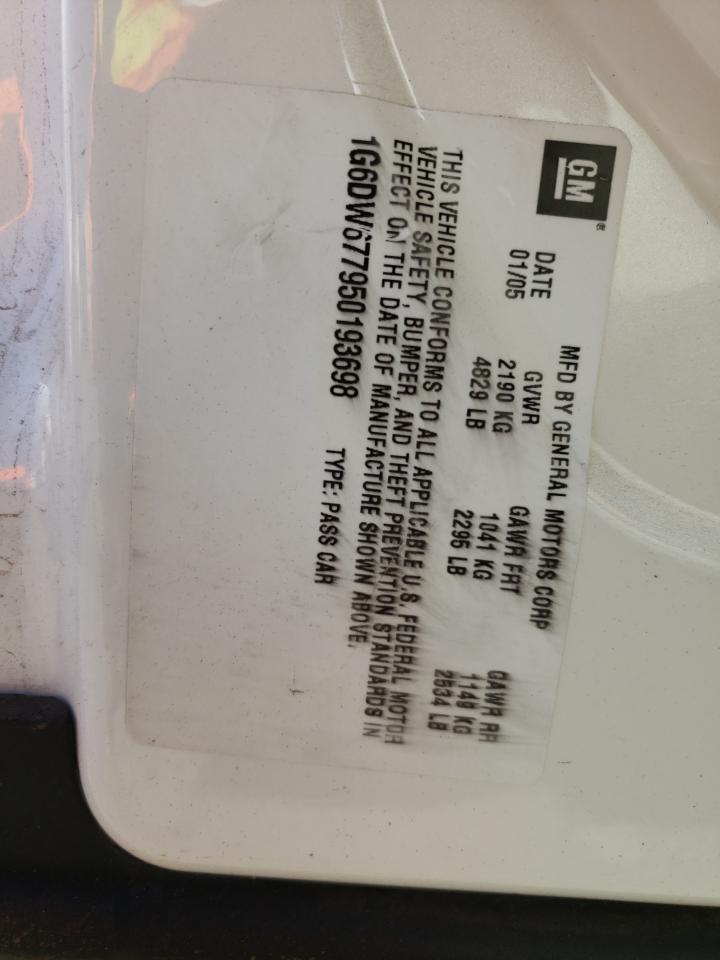 GM®
MFD BY GENERAL MOTORS CORP
DATE GVWR GAWR FRT GAWR RR
01/05 2190 KG 1041 KG 1149 KG
4829 LB 2295 LB 2534 LB
THIS VEHICLE CONFORMS TO ALL APPLICABLE U.S. FEDERAL MOTOR
VEHICLE SAFETY, BUMPER, AND THEFT PREVENTION STANDARDS IN
EFFECT ON THE DATE OF MANUFACTURE SHOWN ABOVE.
1G6DW677950193698 TYPE: PASS CAR